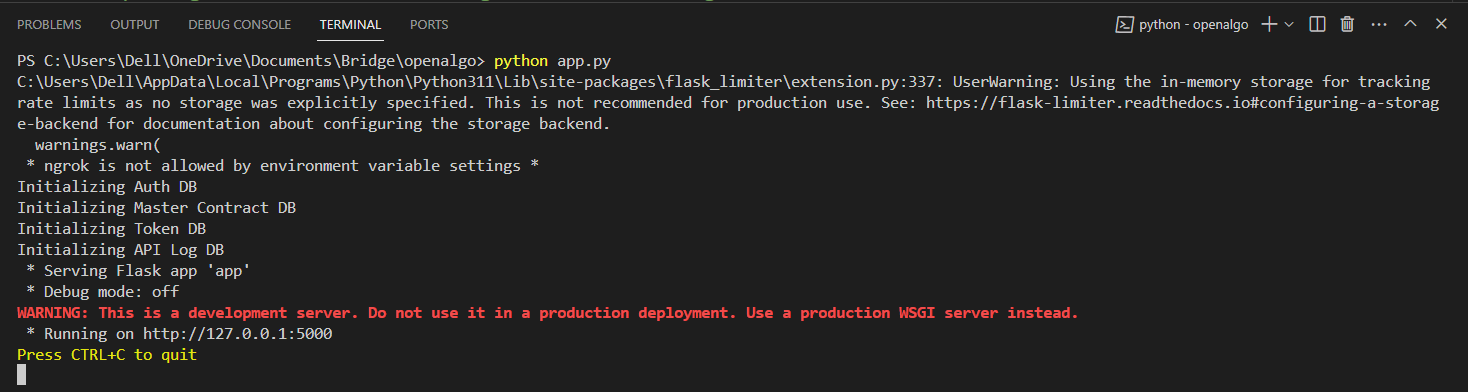 PROBLEMS OUTPUT DEBUG CONSOLE TERMINAL PORTS python - openalgo
PS C:\Users\Dell\OneDrive\Documents\Bridge\openalgo> python app.py
C:\Users\Dell\AppData\Local\Programs\Python\Python311\Lib\site-packages\flask_limiter\extension.py:337: UserWarning: Using the in-memory storage for tracking
rate limits as no storage was explicitly specified. This is not recommended for production use. See: https://flask-limiter.readthedocs.io#configuring-a-storag
e-backend for documentation about configuring the storage backend.
  warnings.warn(
 * ngrok is not allowed by environment variable settings *
Initializing Auth DB
Initializing Master Contract DB
Initializing Token DB
Initializing API Log DB
 * Serving Flask app 'app'
 * Debug mode: off
WARNING: This is a development server. Do not use it in a production deployment. Use a production WSGI server instead.
 * Running on http://127.0.0.1:5000
Press CTRL+C to quit